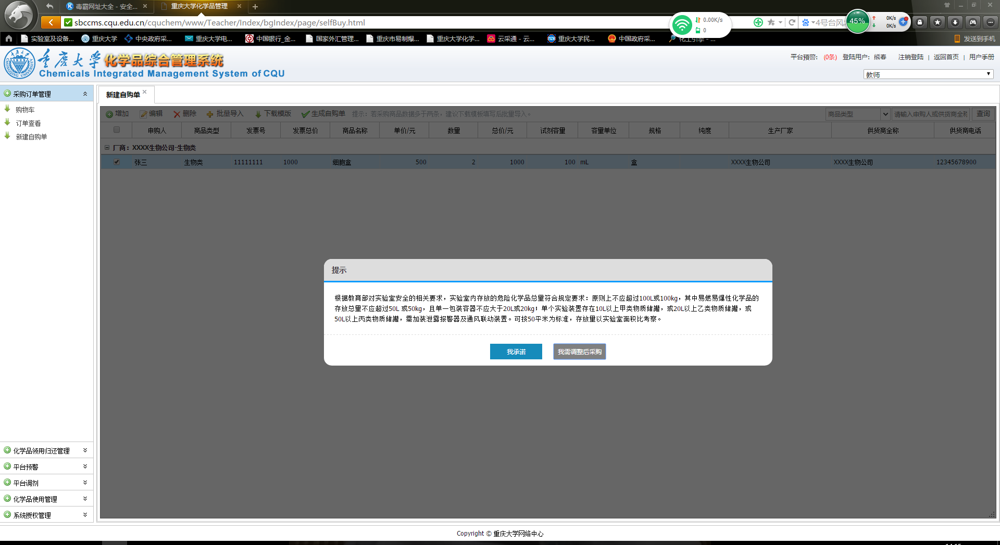 毒霸网址大全 - 安全...
重庆大学化学品管理
sbccms.cqu.edu.cn/cquchem/www/Teacher/Index/bgIndex/page/selfBuy.html
0.00K/s
0
4号台风
45%
0K/s
0K/s
实验室及设备...
重庆大学
中央政府采...
重庆大学电...
中国银行_金...
国家外汇管理...
重庆市易制爆...
重庆大学化学...
云采通 - 云...
重庆大学民...
中国政府采...
化工引擎 - ...
发送到手机
重庆大学 化学品综合管理系统
Chemicals Integrated Management System of CQU
平台預警: (0条) 登陆用户: 熊春 注销登陆 | 返回首页 | 用户手册
教师
采购订单管理
购物车
订单查看
新建自购单
新建自购单
增加 编辑 删除 批量导入 下载模版 生成自购单 提示：若采购商品数据多于两条，建议下载模板填写后批量导入。
商品类型 请输入申购人或供货商全称 查询
申购人 商品类型 发票号 发票总价 商品名称 单价/元 数量 总价/元 试剂容量 容量单位 规格 纯度 生产厂家 供货商全称 供货商电话
厂商：XXXX生物公司-生物类
张三 生物类 11111111 1000 细胞盒 500 2 1000 100 mL 盒 XXXX生物公司 XXXX生物公司 12345678900
提示
根据教育部对实验室安全的相关要求，实验室内存放的危险化学品总量符合规定要求：原则上不应超过100L或100kg，其中易燃易爆性化学品的
存放总量不应超过50L 或50kg，且单一包装容器不应大于20L或20kg；单个实验装置存在10L以上甲类物质储罐，或20L以上乙类物质储罐，或
50L以上丙类物质储罐，需加装泄露报警器及通风联动装置。可按50平米为标准，存放量以实验室面积比考察。
我承诺
我需调整后采购
化学品领用归还管理
平台预警
平台调剂
化学品使用管理
系统授权管理
Copyright © 重庆大学网络中心